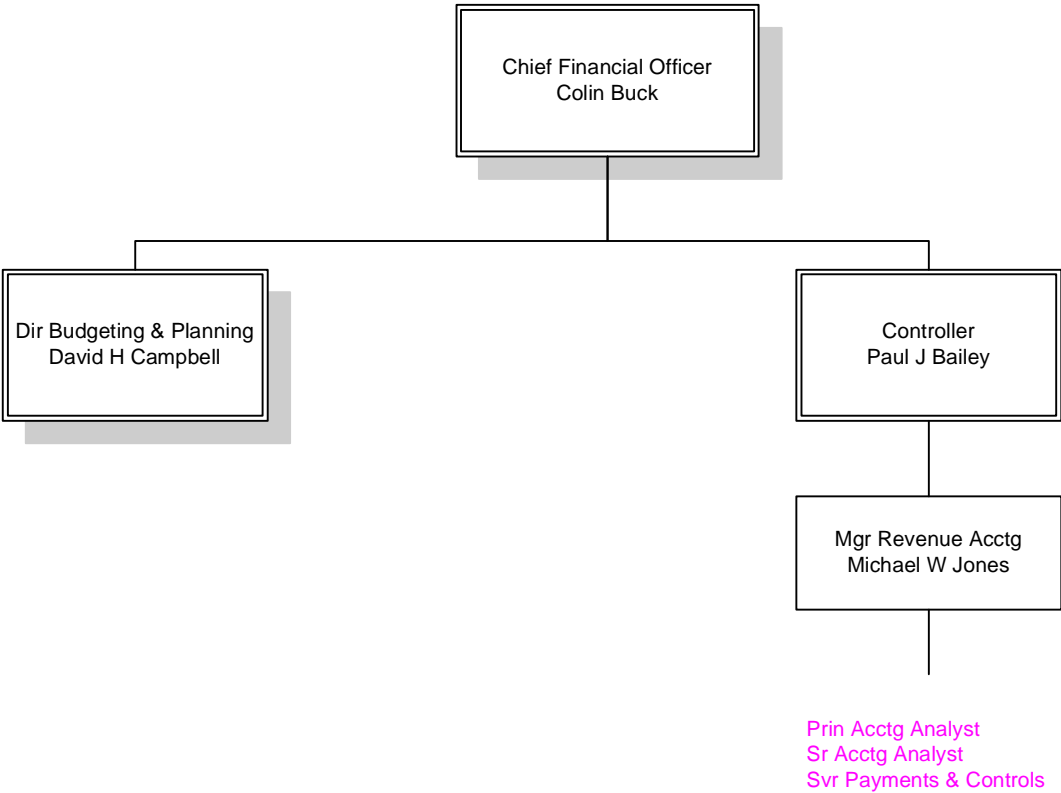 Chief Financial Officer
Colin Buck
Dir Budgeting & Planning
David H Campbell
Controller
Paul J Bailey
Mgr Revenue Acctg
Michael W Jones
Prin Acctg Analyst
Sr Acctg Analyst
Svr Payments & Controls